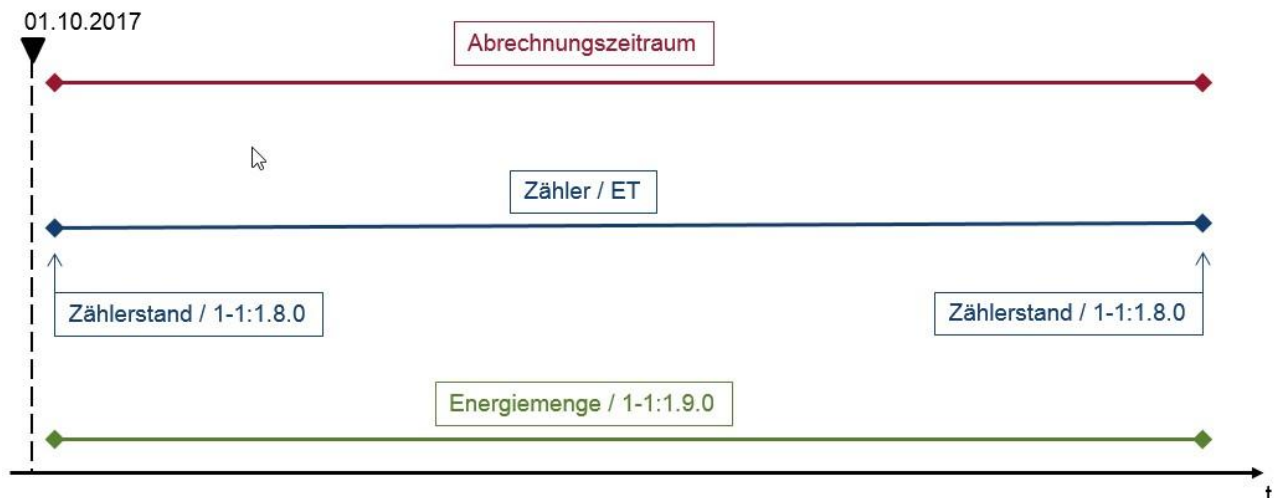 01.10.2017
Abrechnungszeitraum
Zähler / ET
Zählerstand / 1-1:1.8.0
Zählerstand / 1-1:1.8.0
Energiemenge / 1-1:1.9.0
t